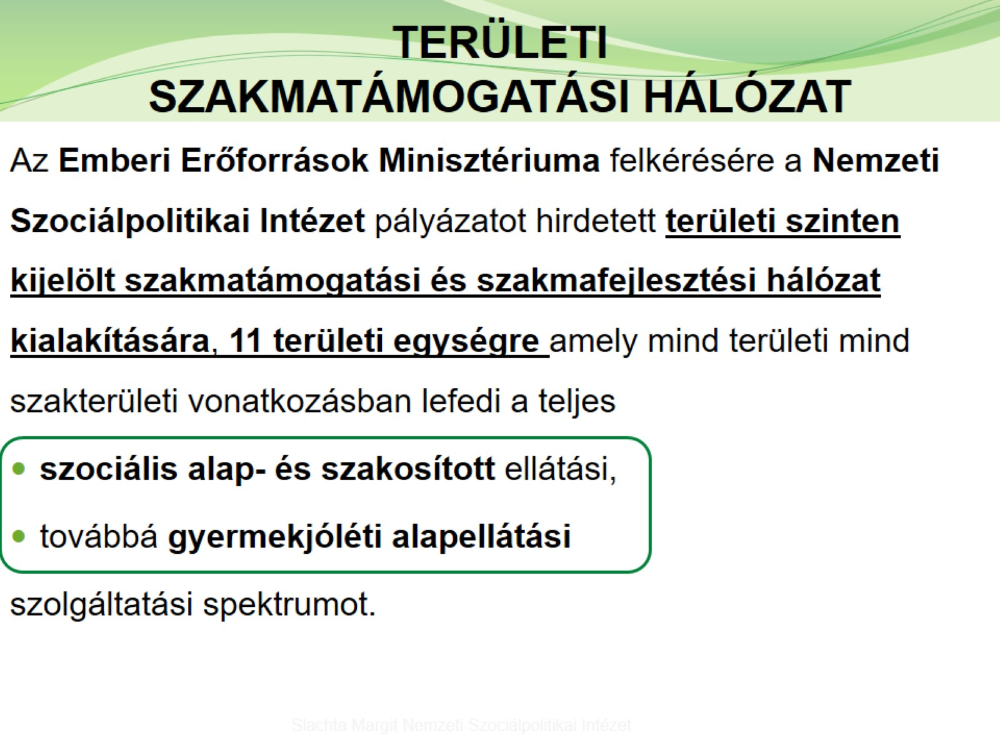 TERÜLETI
SZAKMATÁMOGATÁSI HÁLÓZAT
Az Emberi Erőforrások Minisztériuma felkérésére a Nemzeti
Szociálpolitikai Intézet pályázatot hirdetett területi szinten
kijelölt szakmatámogatási és szakmafejlesztési hálózat
kialakítására, 11 területi egységre amely mind területi mind
szakterületi vonatkozásban lefedi a teljes
• szociális alap- és szakosított ellátási,
• továbbá gyermekjóléti alapellátási
szolgáltatási spektrumot.
Slachta Margit Nemzeti Szociálpolitikai Intézet